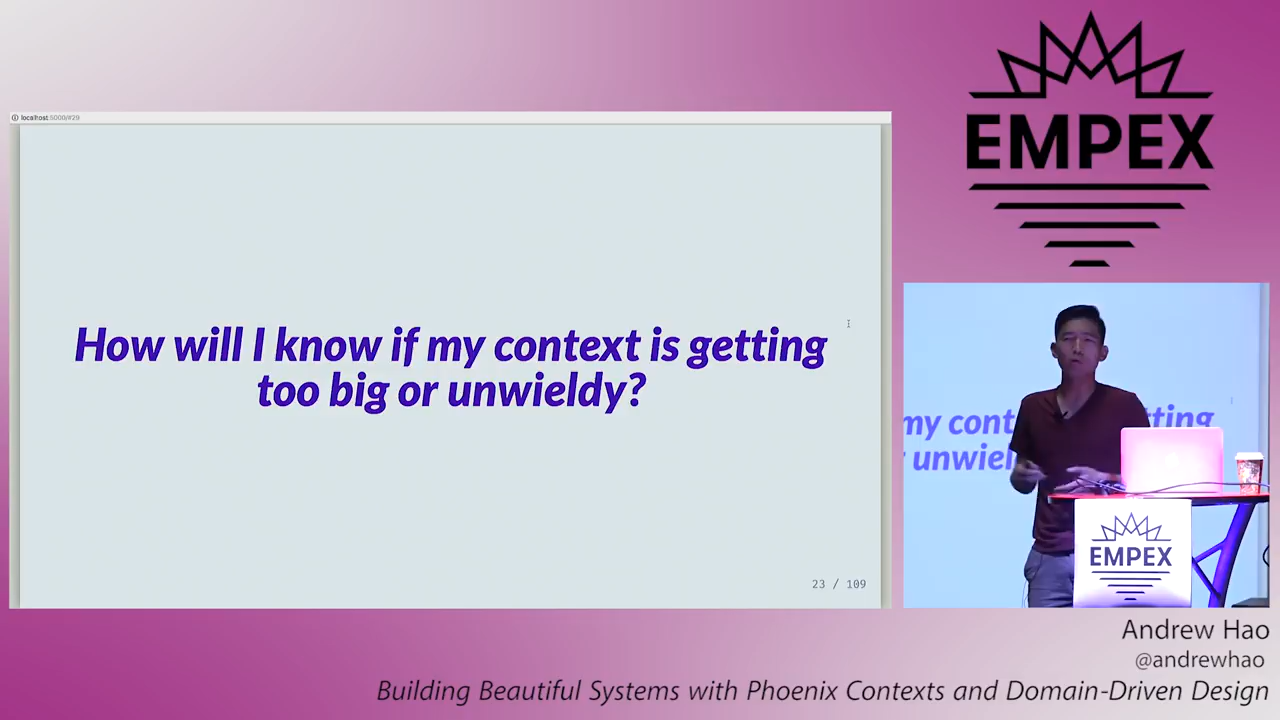 localhost:5000/#29
How will I know if my context is getting
too big or unwieldy?
23 / 109
EMPEX
my cont tting
r unwiel
EMPEX
Andrew Hao
@andrewhao
Building Beautiful Systems with Phoenix Contexts and Domain-Driven Design